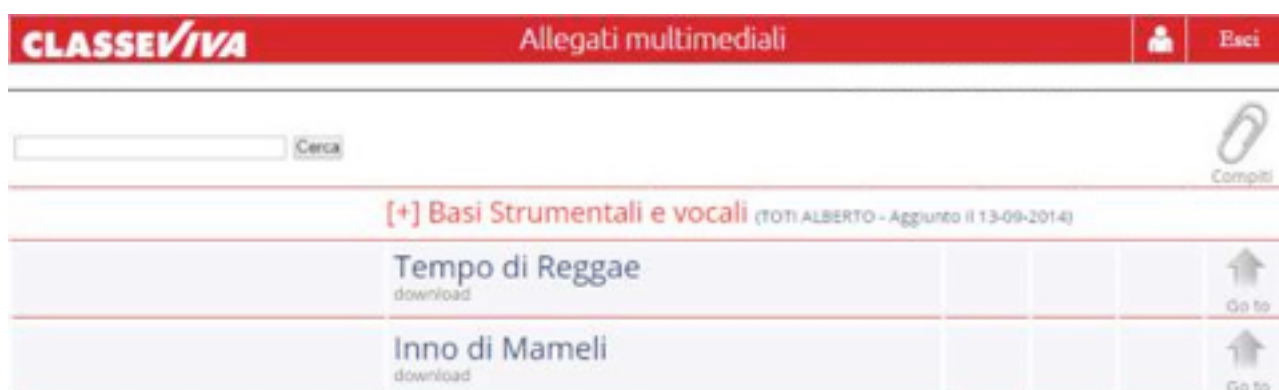 CLASSEVIVA Allegati multimediali Esci
Cerca
Compiti
[+] Basi Strumentali e vocali (TOTI ALBERTO - Aggiunto il 13-09-2014)
Tempo di Reggae
download
Go to
Inno di Mameli
download
Go to